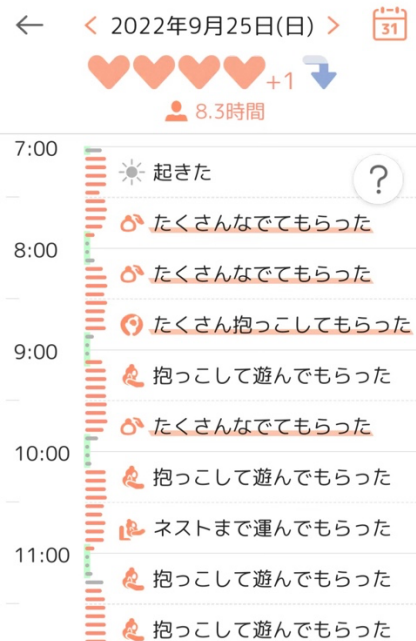 2022年9月25日(日)
31
+1
8.3時間
7:00
起きた
?
たくさんなでてもらった
8:00
たくさんなでてもらった
たくさん抱っこしてもらった
9:00
抱っこして遊んでもらった
たくさんなでてもらった
10:00
抱っこして遊んでもらった
ネストまで運んでもらった
11:00
抱っこして遊んでもらった
抱っこして遊んでもらった